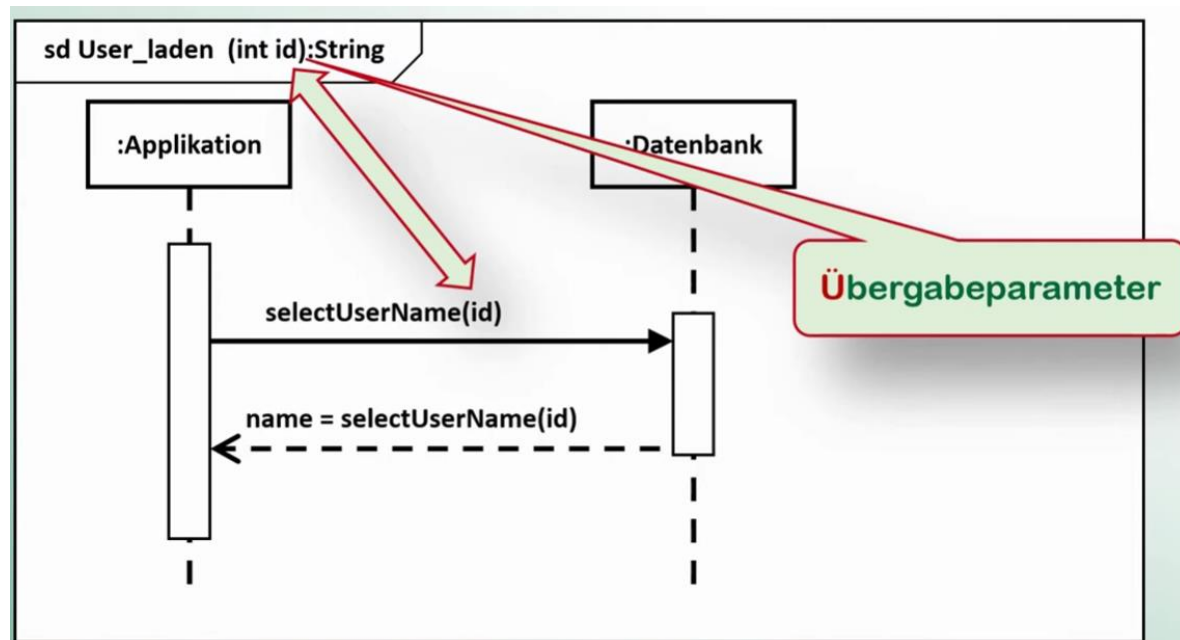 sd User_laden (int id):String
:Applikation
:Datenbank
Übergabeparameter
selectUserName(id)
name = selectUserName(id)